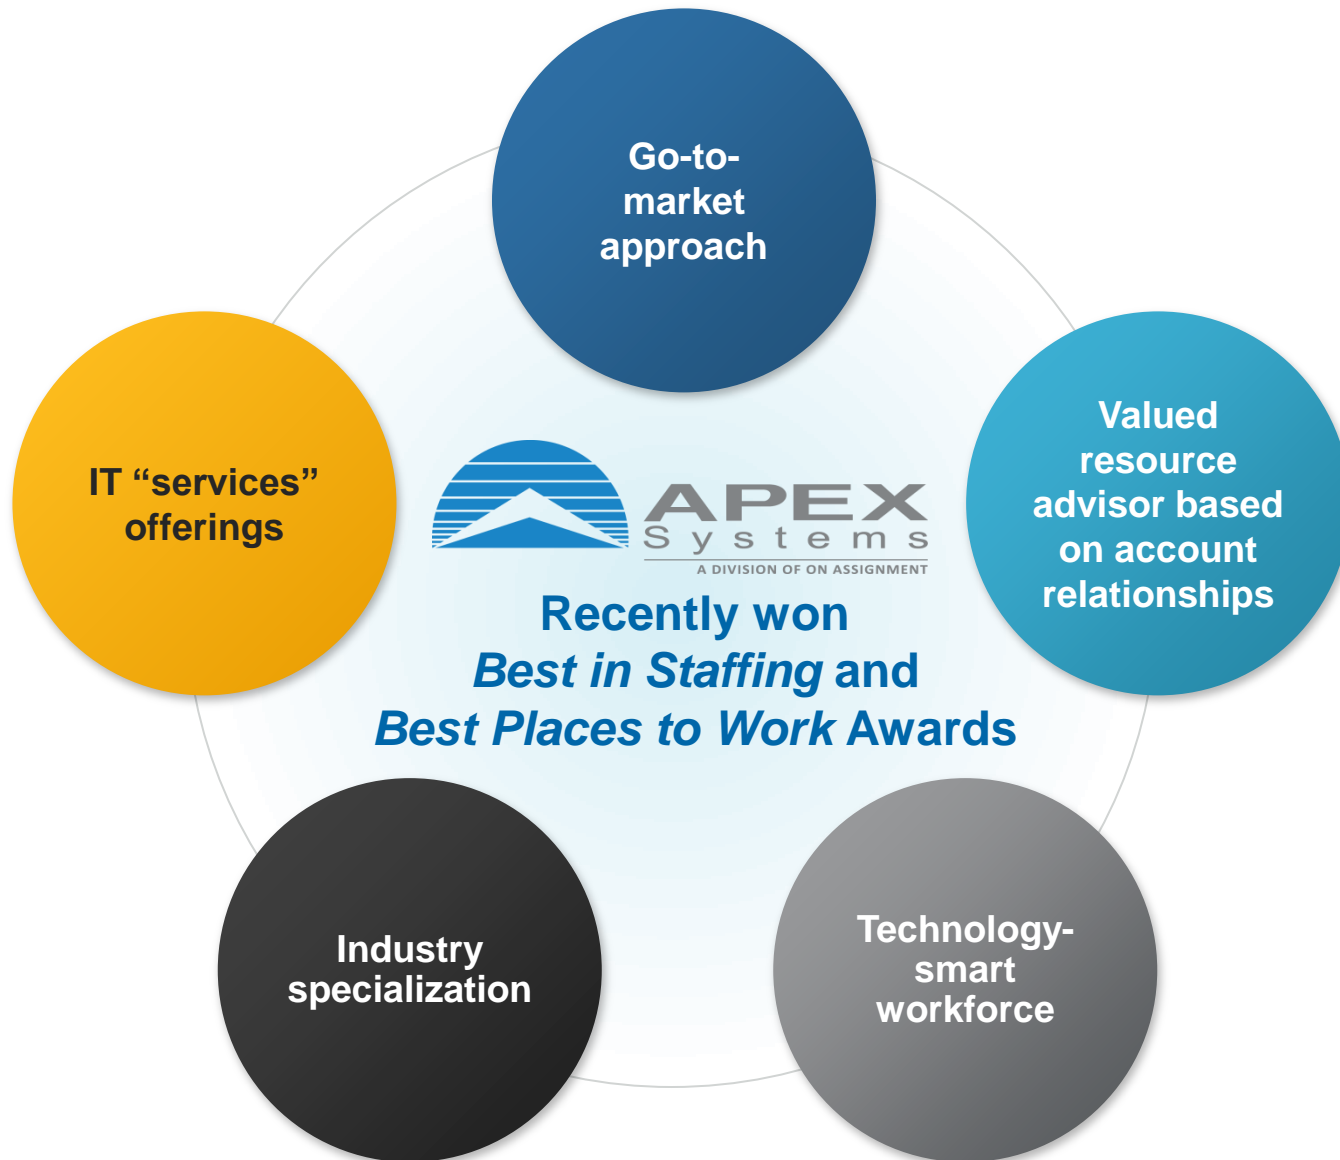 Go-to-
market
approach
Valued
resource
advisor based
on account
relationships
IT “services”
offerings
APEX
Systems
A DIVISION OF ON ASSIGNMENT
Recently won
Best in Staffing and
Best Places to Work Awards
Industry
specialization
Technology-
smart
workforce